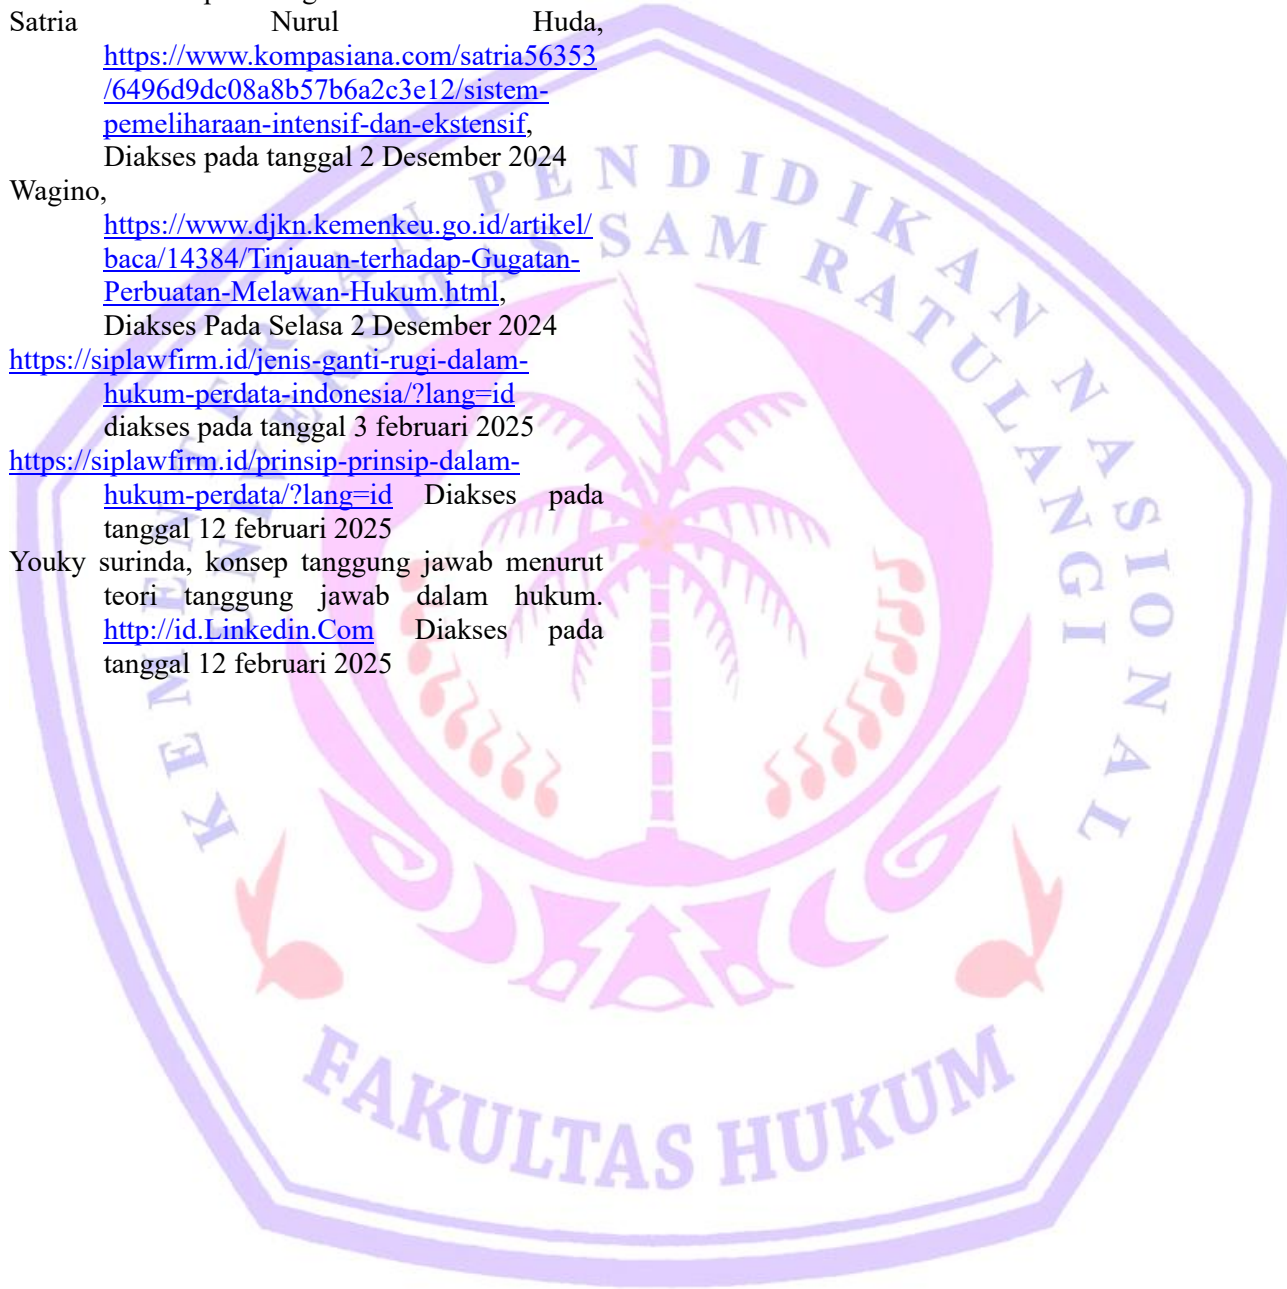 Satria Nurul Huda,
https://www.kompasiana.com/satria56353
/6496d9dc08a8b57b6a2c3e12/sistem-
pemeliharaan-intensif-dan-ekstensif,
Diakses pada tanggal 2 Desember 2024
Wagino,
https://www.djkn.kemenkeu.go.id/artikel/
baca/14384/Tinjauan-terhadap-Gugatan-
Perbuatan-Melawan-Hukum.html,
Diakses Pada Selasa 2 Desember 2024
https://siplawfirm.id/jenis-ganti-rugi-dalam-
hukum-perdata-indonesia/?lang=id
diakses pada tanggal 3 februari 2025
https://siplawfirm.id/prinsip-prinsip-dalam-
hukum-perdata/?lang=id Diakses pada
tanggal 12 februari 2025
Youky surinda, konsep tanggung jawab menurut
teori tanggung jawab dalam hukum.
http://id.Linkedin.Com Diakses pada
tanggal 12 februari 2025
KEMENTERIAN PENDIDIKAN NASIONAL
UNIVERSITAS SAM RATULANGI
FAKULTAS HUKUM